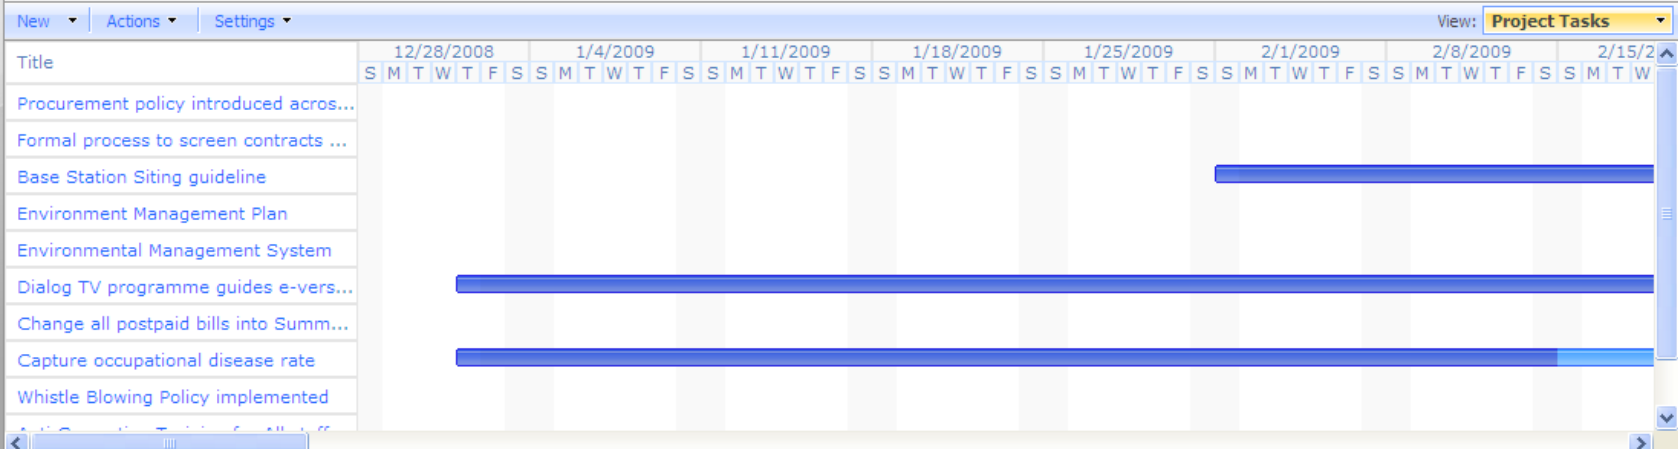 New Actions Settings View: Project Tasks
Title 12/28/2008 1/4/2009 1/11/2009 1/18/2009 1/25/2009 2/1/2009 2/8/2009 2/15/2
S M T W T F S S M T W T F S S M T W T F S S M T W T F S S M T W T F S S M T W T F S S M T W T F S S M T W
Procurement policy introduced acros...
Formal process to screen contracts ...
Base Station Siting guideline
Environment Management Plan
Environmental Management System
Dialog TV programme guides e-vers...
Change all postpaid bills into Summ...
Capture occupational disease rate
Whistle Blowing Policy implemented